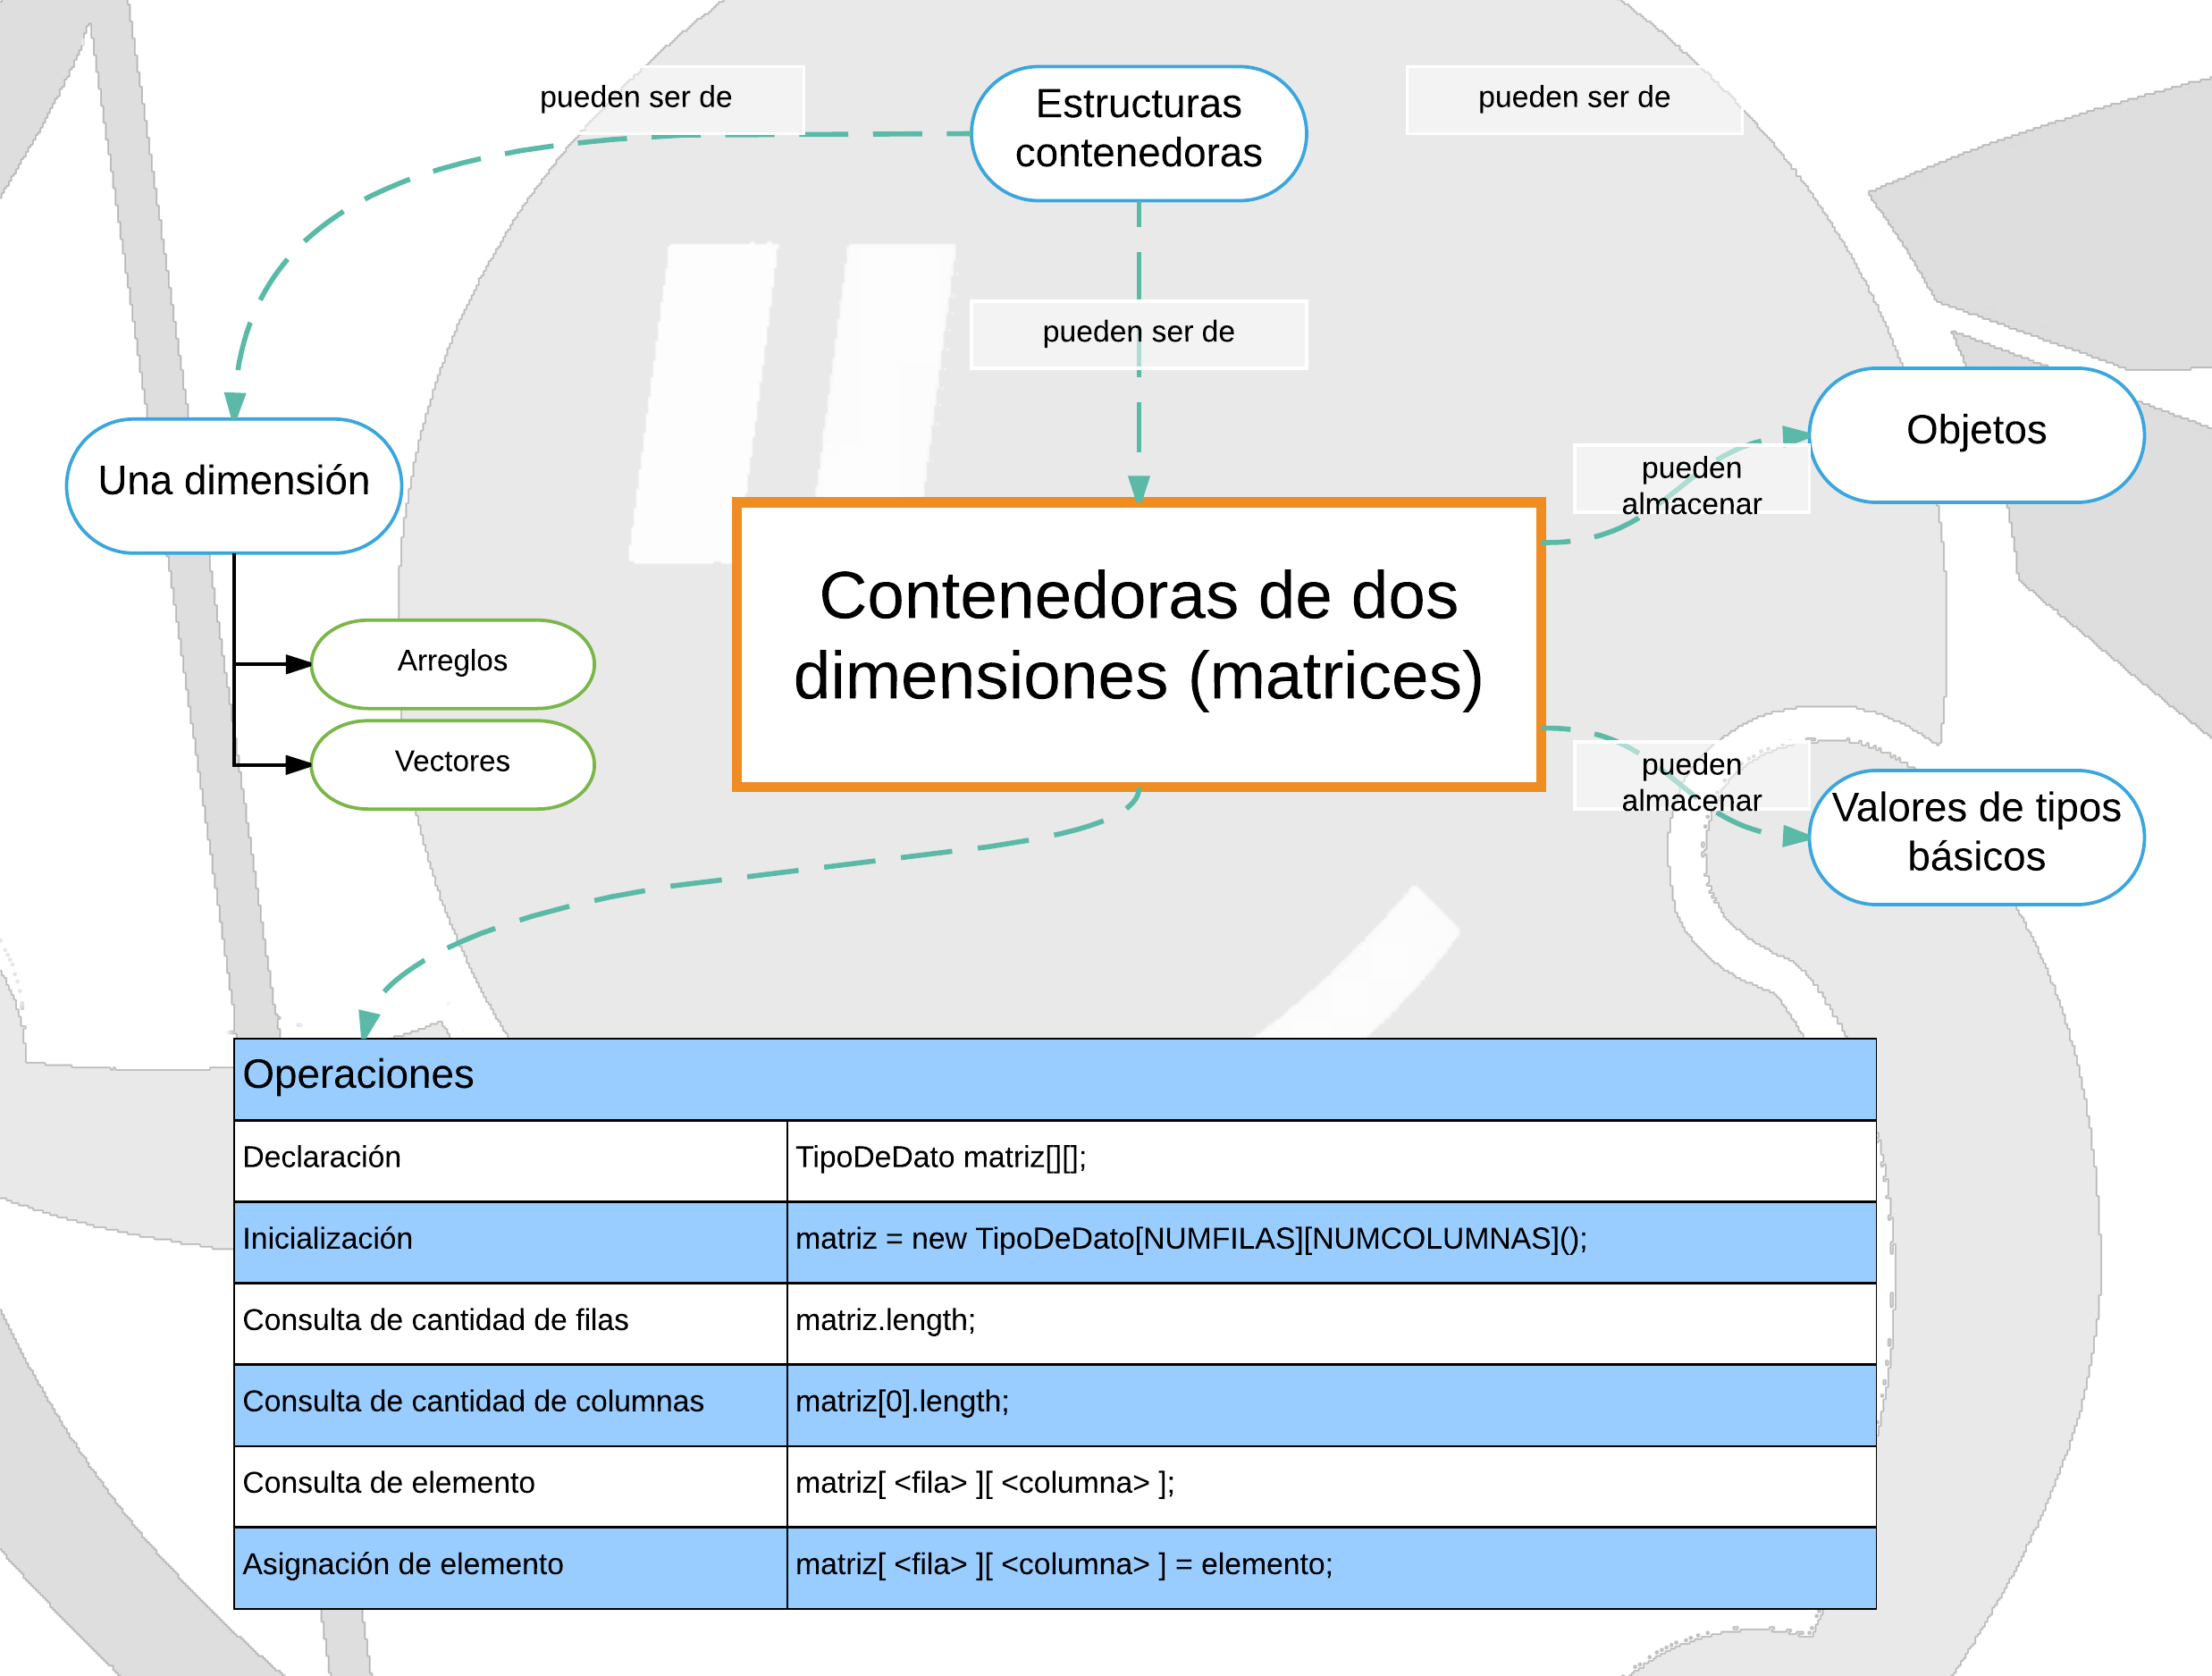 pueden ser de
Estructuras
contenedoras
pueden ser de
pueden ser de
Una dimensión
Arreglos
Vectores
Contenedoras de dos
dimensiones (matrices)
pueden
almacenar
Objetos
pueden
almacenar
Valores de tipos
básicos
Operaciones
Declaración TipoDeDato matriz[][];
Inicialización matriz = new TipoDeDato[NUMFILAS][NUMCOLUMNAS]();
Consulta de cantidad de filas matriz.length;
Consulta de cantidad de columnas matriz[0].length;
Consulta de elemento matriz[ <fila> ][ <columna> ];
Asignación de elemento matriz[ <fila> ][ <columna> ] = elemento;